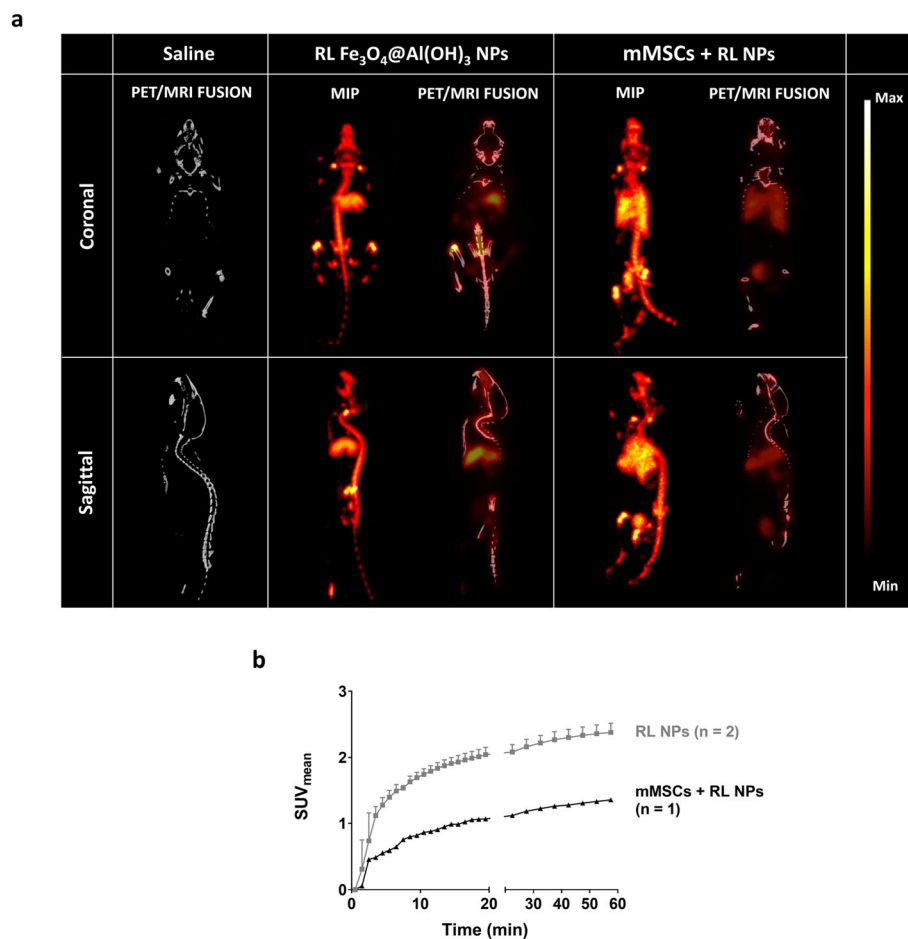 a
Saline
RL Fe₃O₄@Al(OH)₃ NPs
mMSCs + RL NPs
PET/MRI FUSION
MIP
PET/MRI FUSION
MIP
PET/MRI FUSION
Max
Coronal
Sagittal
Min
b
3
2
1
0
SUVmean
RL NPs (n = 2)
mMSCs + RL NPs
(n = 1)
0 10 20 30 40 50 60
Time (min)